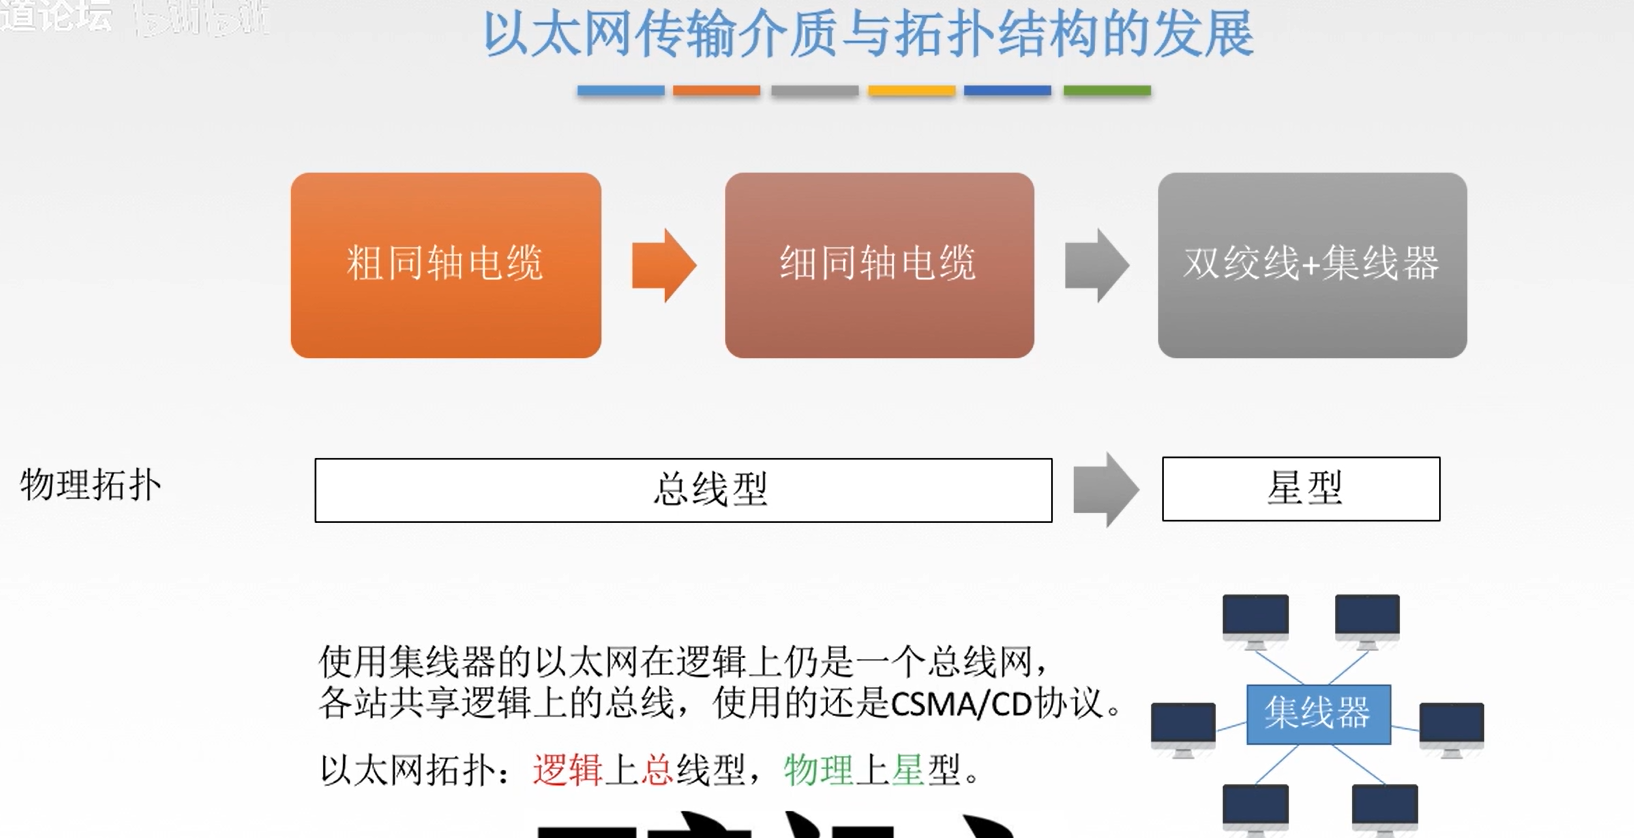 道论坛 bilibili
以太网传输介质与拓扑结构的发展
粗同轴电缆
细同轴电缆
双绞线+集线器
物理拓扑
总线型
星型
使用集线器的以太网在逻辑上仍是一个总线网，
各站共享逻辑上的总线，使用的还是CSMA/CD协议。
集线器
以太网拓扑：逻辑上总线型，物理上星型。